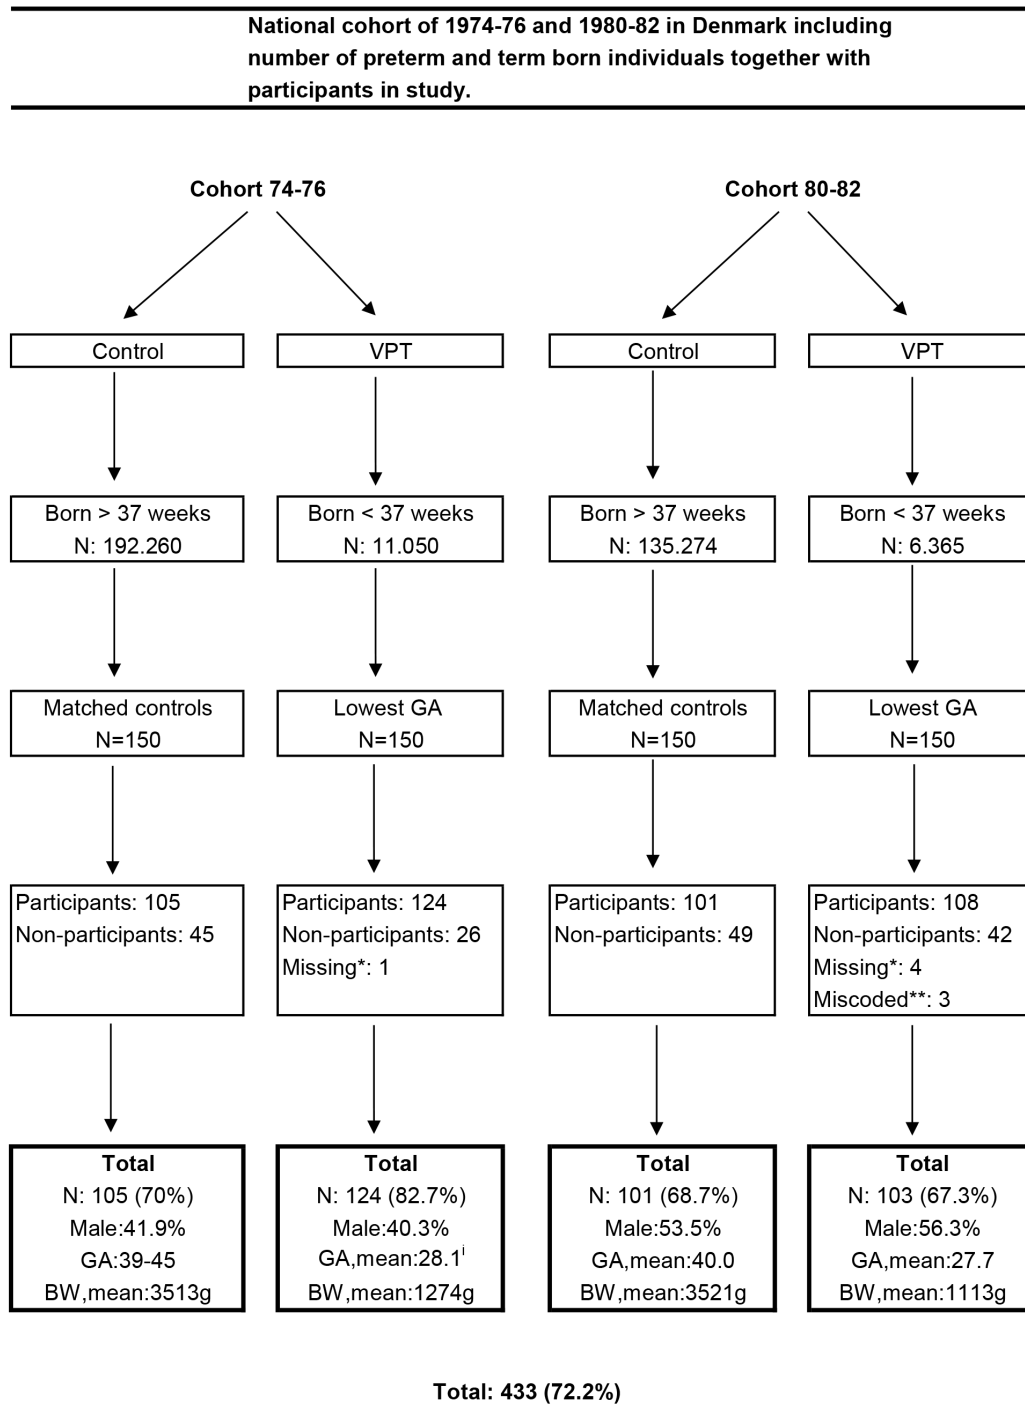 National cohort of 1974-76 and 1980-82 in Denmark including
number of preterm and term born individuals together with
participants in study.
Cohort 74-76
Cohort 80-82
Control
VPT
Control
VPT
Born > 37 weeks
N: 192.260
Born < 37 weeks
N: 11.050
Born > 37 weeks
N: 135.274
Born < 37 weeks
N: 6.365
Matched controls
N=150
Lowest GA
N=150
Matched controls
N=150
Lowest GA
N=150
Participants: 105
Non-participants: 45
Participants: 124
Non-participants: 26
Missing*: 1
Participants: 101
Non-participants: 49
Participants: 108
Non-participants: 42
Missing*: 4
Miscoded**: 3
Total
N: 105 (70%)
Male:41.9%
GA:39-45
BW,mean:3513g
Total
N: 124 (82.7%)
Male:40.3%
GA,mean:28.1ⁱ
BW,mean:1274g
Total
N: 101 (68.7%)
Male:53.5%
GA,mean:40.0
BW,mean:3521g
Total
N: 103 (67.3%)
Male:56.3%
GA,mean:27.7
BW,mean:1113g
Total: 433 (72.2%)